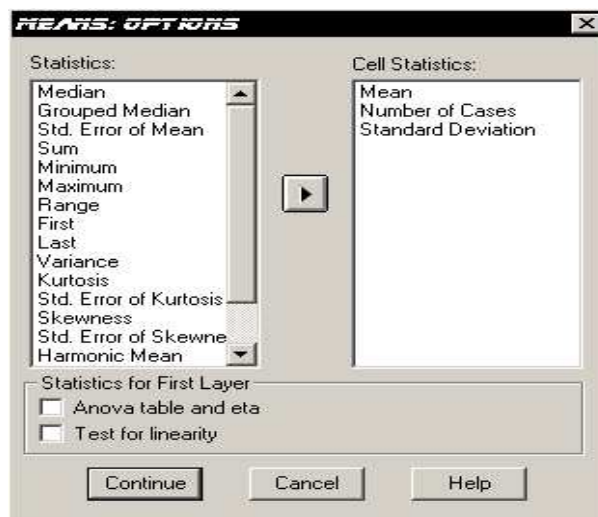 MEANS: OPTIONS
Statistics:
Median
Grouped Median
Std. Error of Mean
Sum
Minimum
Maximum
Range
First
Last
Variance
Kurtosis
Std. Error of Kurtosis
Skewness
Std. Error of Skewne
Harmonic Mean
Cell Statistics:
Mean
Number of Cases
Standard Deviation
Statistics for First Layer
Anova table and eta
Test for linearity
Continue
Cancel
Help